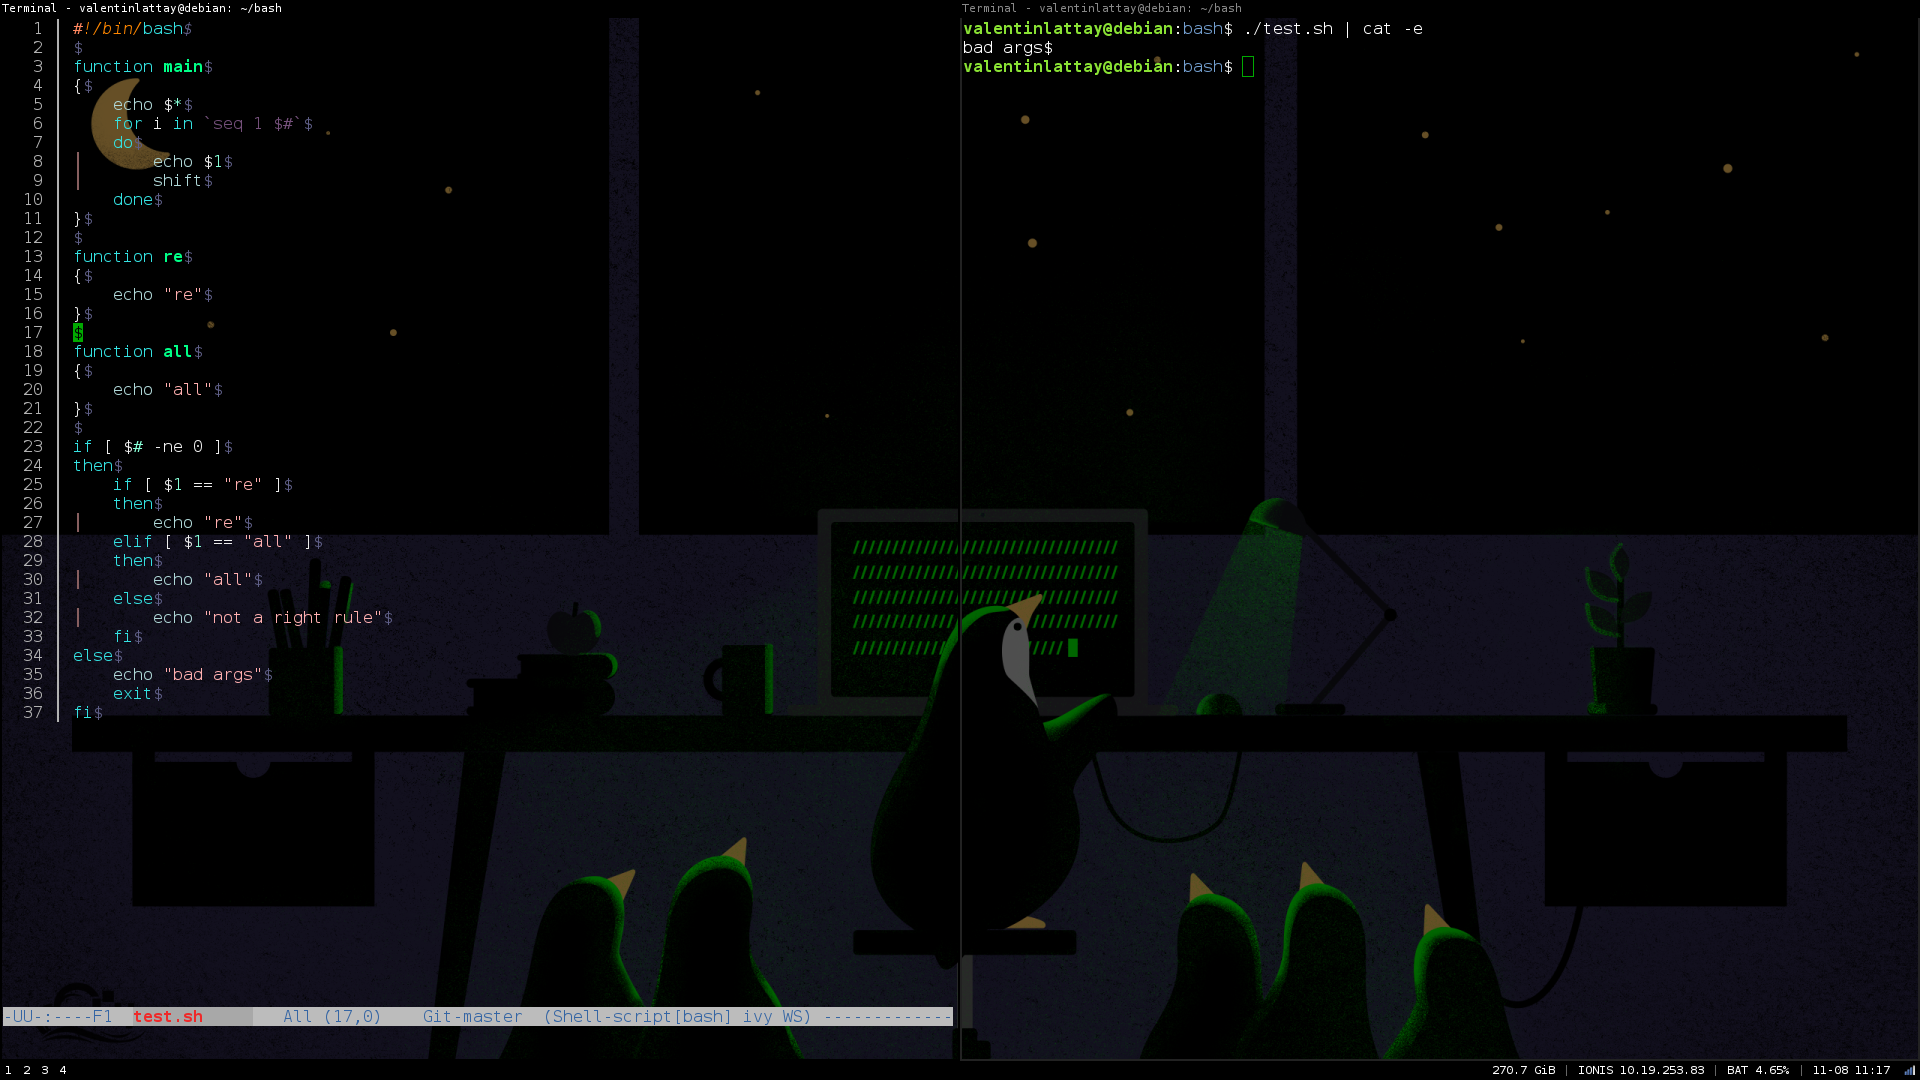 Terminal - valentinlattay@debian: ~/bash
1 #!/bin/bash$
2 $
3 function main$
4 {$
5     echo $*$
6     for i in `seq 1 $#`$
7     do$
8         echo $1$
9         shift$
10     done$
11 }$
12 $
13 function re$
14 {$
15     echo "re"$
16 }$
17 $
18 function all$
19 {$
20     echo "all"$
21 }$
22 $
23 if [ $# -ne 0 ]$
24 then$
25     if [ $1 == "re" ]$
26     then$
27         echo "re"$
28     elif [ $1 == "all" ]$
29     then$
30         echo "all"$
31     else$
32         echo "not a right rule"$
33     fi$
34 else$
35     echo "bad args"$
36     exit$
37 fi$
-UU-:----F1  test.sh        All (17,0)    Git-master  (Shell-script[bash] ivy WS) -------------
Terminal - valentinlattay@debian: ~/bash
valentinlattay@debian:bash$ ./test.sh | cat -e
bad args$
valentinlattay@debian:bash$
///////////////////////////////////
///////////////////////////////////
///////////////////////////////////
///////////////////////////////////
1 2 3 4
270.7 GiB | IONIS 10.19.253.83 | BAT 4.65% | 11-08 11:17